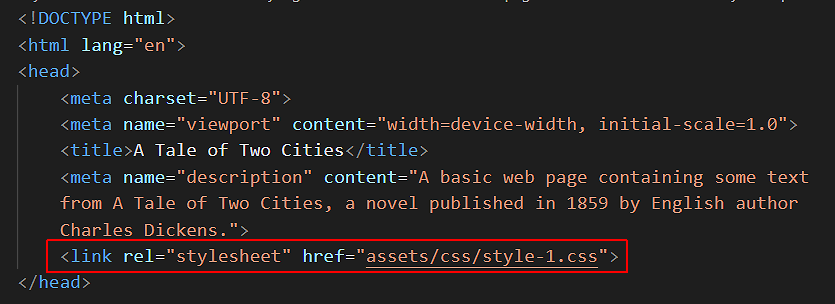 <!DOCTYPE html>
<html lang="en">
<head>
<meta charset="UTF-8">
<meta name="viewport" content="width=device-width, initial-scale=1.0">
<title>A Tale of Two Cities</title>
<meta name="description" content="A basic web page containing some text
from A Tale of Two Cities, a novel published in 1859 by English author
Charles Dickens.">
<link rel="stylesheet" href="assets/css/style-1.css">
</head>